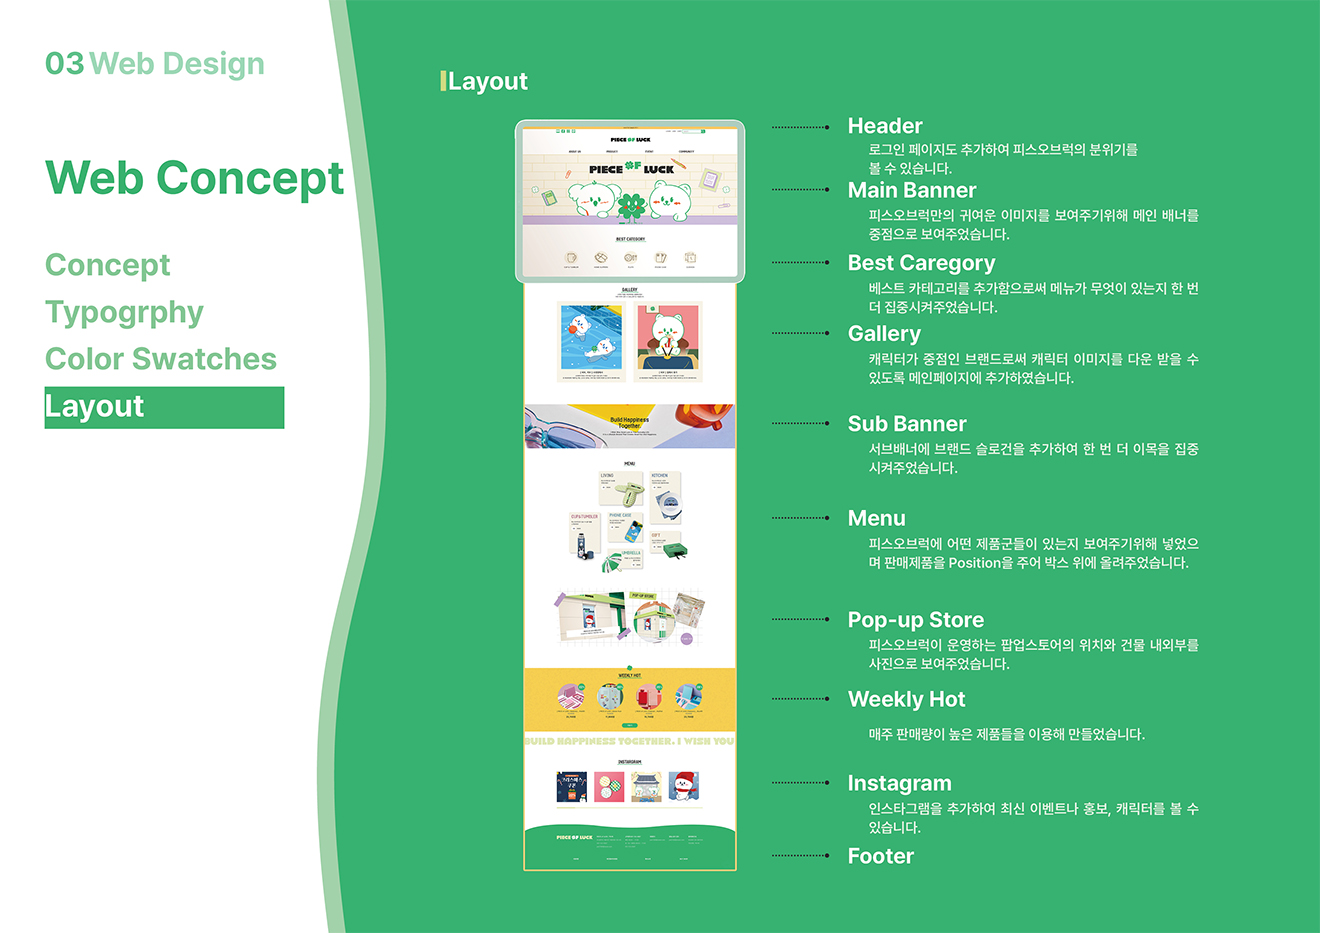 03 Web Design
Web Concept
Concept
Typogrphy
Color Swatches
Layout
Layout
PIECE OF LUCK
ABOUT US
PRODUCT
EVENT
COMMUNITY
PIECE OF LUCK
BEST CATEGORY
GALLERY
Build Happiness
Together.
MENU
LIVING
KITCHEN
CUP&TUMBLER
PHONE CASE
GIFT
UMBRELLA
POP-UP STORE
WEEKLY HOT
BUILD HAPPINESS TOGETHER. I WISH YOU
INSTARGRAM
크리스마스
PIECE OF LUCK
Header
로그인 페이지도 추가하여 피스오브럭의 분위기를
볼 수 있습니다.
Main Banner
피스오브럭만의 귀여운 이미지를 보여주기위해 메인 배너를
중점으로 보여주었습니다.
Best Caregory
베스트 카테고리를 추가함으로써 메뉴가 무엇이 있는지 한 번
더 집중시켜주었습니다.
Gallery
캐릭터가 중점인 브랜드로써 캐릭터 이미지를 다운 받을 수
있도록 메인페이지에 추가하였습니다.
Sub Banner
서브배너에 브랜드 슬로건을 추가하여 한 번 더 이목을 집중
시켜주었습니다.
Menu
피스오브럭에 어떤 제품군들이 있는지 보여주기위해 넣었으
며 판매제품을 Position을 주어 박스 위에 올려주었습니다.
Pop-up Store
피스오브럭이 운영하는 팝업스토어의 위치와 건물 내외부를
사진으로 보여주었습니다.
Weekly Hot
매주 판매량이 높은 제품들을 이용해 만들었습니다.
Instagram
인스타그램을 추가하여 최신 이벤트나 홍보, 캐릭터를 볼 수
있습니다.
Footer